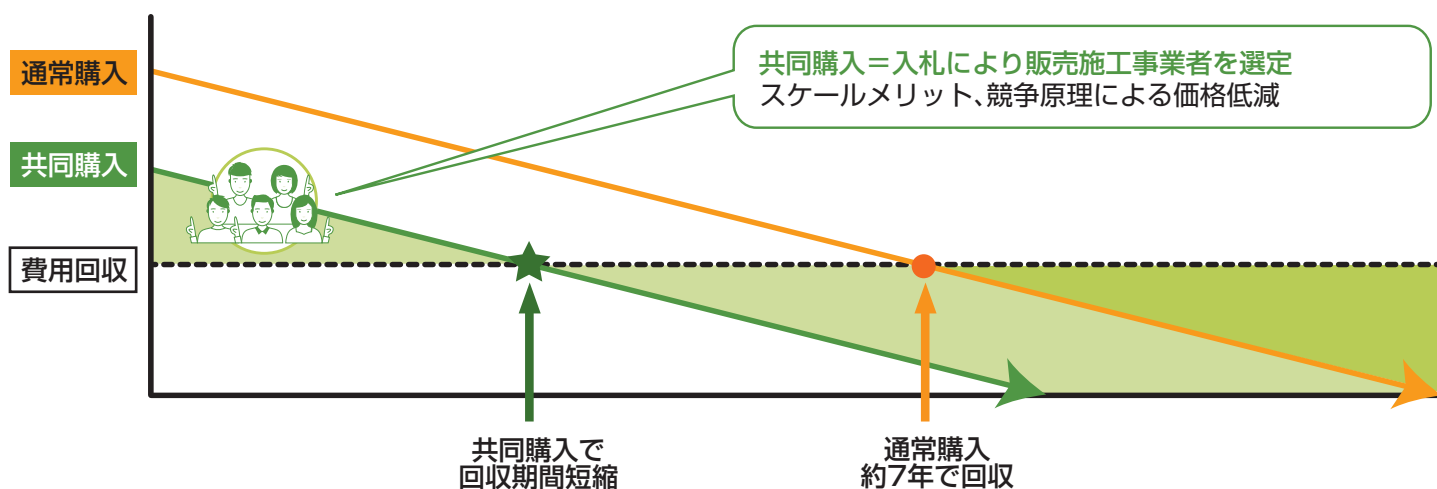 通常購入
共同購入
費用回収
共同購入＝入札により販売施工事業者を選定
スケールメリット、競争原理による価格低減
共同購入で
回収期間短縮
通常購入
約7年で回収